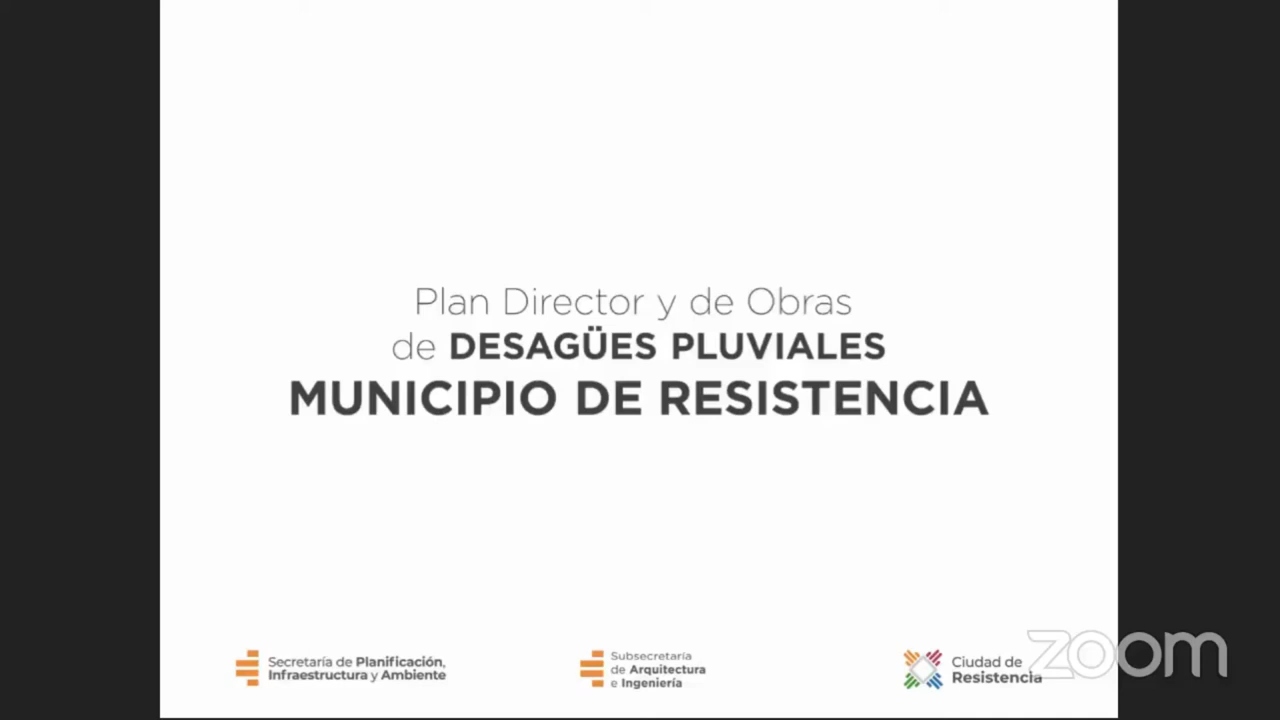 Plan Director y de Obras
de DESAGÜES PLUVIALES
MUNICIPIO DE RESISTENCIA
Secretaría de Planificación,
Infraestructura y Ambiente
Subsecretaría
de Arquitectura
e Ingeniería
Ciudad de
Resistencia
zoom